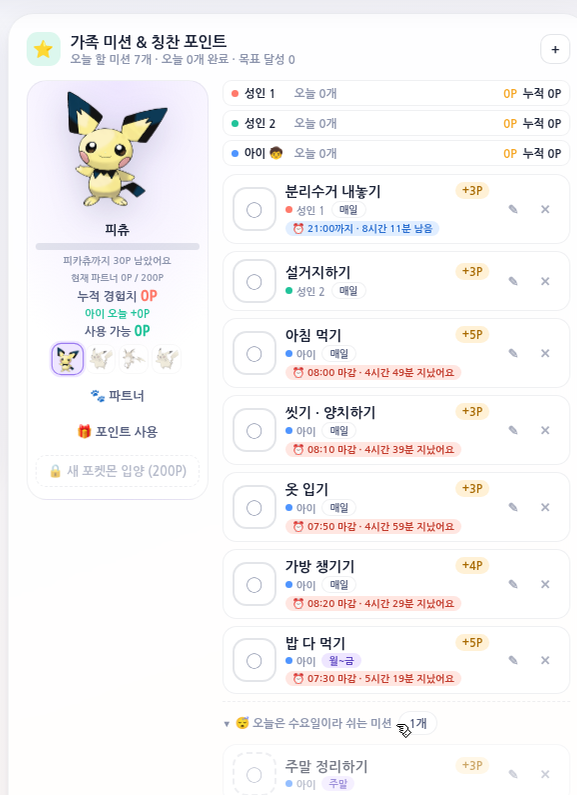 가족 미션 & 칭찬 포인트
오늘 할 미션 7개 · 오늘 0개 완료 · 목표 달성 0
+
피츄
피카츄까지 30P 남았어요
현재 파트너 0P / 200P
누적 경험치 0P
아이 오늘 +0P
사용 가능 0P
🐾 파트너
🎁 포인트 사용
🔒 새 포켓몬 입양 (200P)
성인 1 오늘 0개 0P 누적 0P
성인 2 오늘 0개 0P 누적 0P
아이 🧒 오늘 0개 0P 누적 0P
분리수거 내놓기 +3P
성인 1 매일
⏰ 21:00까지 · 8시간 11분 남음
설거지하기 +3P
성인 2 매일
아침 먹기 +5P
아이 매일
⏰ 08:00 마감 · 4시간 49분 지났어요
씻기 · 양치하기 +3P
아이 매일
⏰ 08:10 마감 · 4시간 39분 지났어요
옷 입기 +3P
아이 매일
⏰ 07:50 마감 · 4시간 59분 지났어요
가방 챙기기 +4P
아이 매일
⏰ 08:20 마감 · 4시간 29분 지났어요
밥 다 먹기 +5P
아이 월~금
⏰ 07:30 마감 · 5시간 19분 지났어요
▼ 😴 오늘은 수요일이라 쉬는 미션 1개
주말 정리하기 +3P
아이 주말